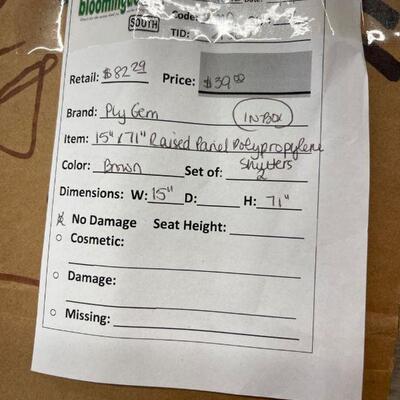 SOUTH
Code:
TID:
Retail: $82.29 Price: $39.00
Brand: Ply Gem IN BOX
Item: 15" x 71" Raised Panel Polypropylene
Shutters
Color: Brown Set of: 2
Dimensions: W: 15" D: H: 71"
No Damage Seat Height:
Cosmetic:
Damage:
Missing: